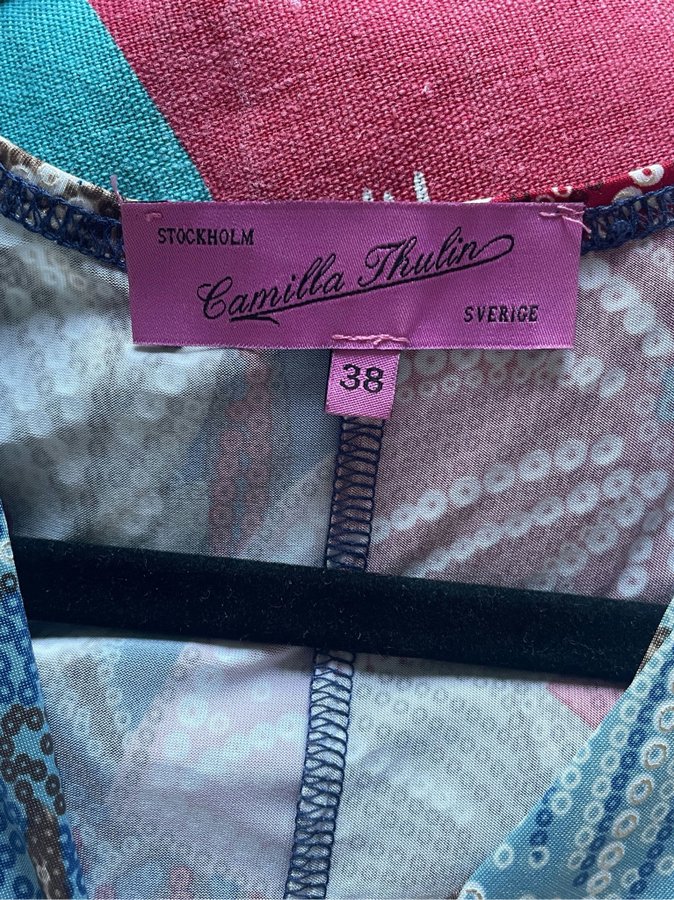 STOCKHOLM
Camilla Thulin
SVERIGE
38